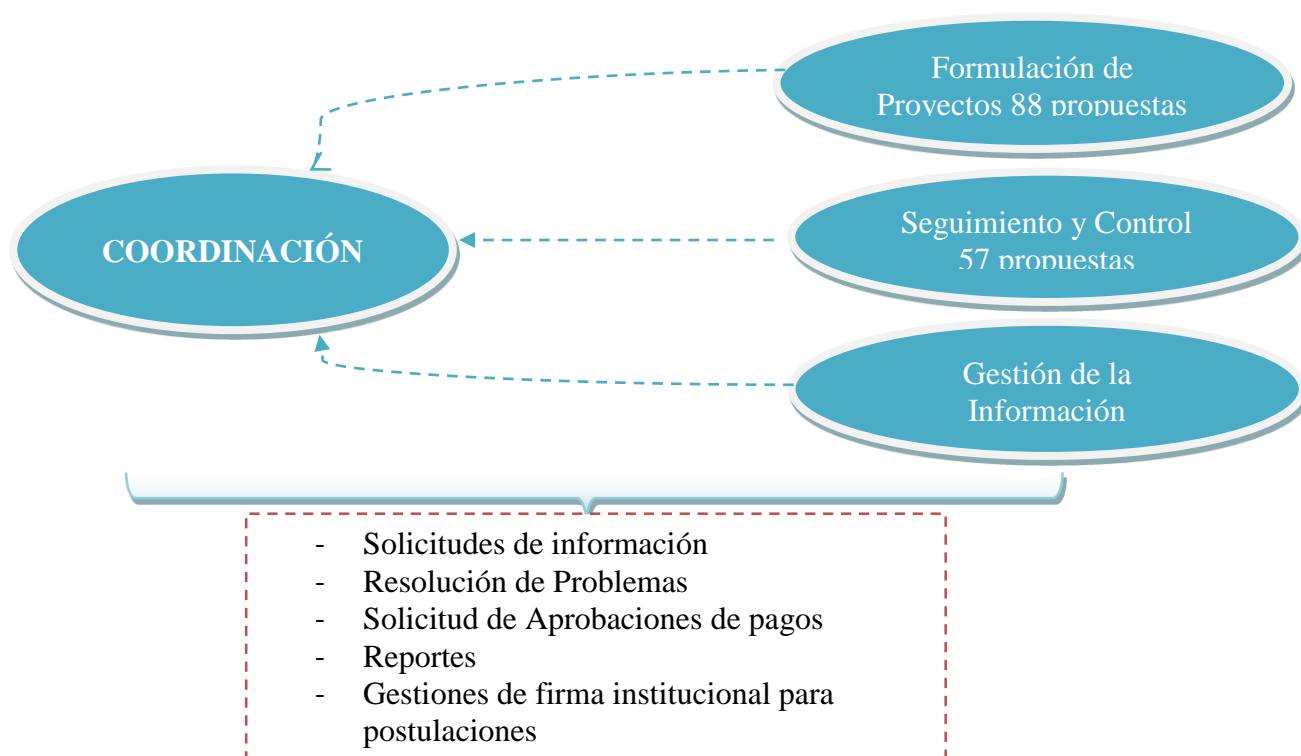 Formulación de
Proyectos 88 propuestas
COORDINACIÓN
Seguimiento y Control
57 propuestas
Gestión de la
Información
- Solicitudes de información
- Resolución de Problemas
- Solicitud de Aprobaciones de pagos
- Reportes
- Gestiones de firma institucional para
postulaciones